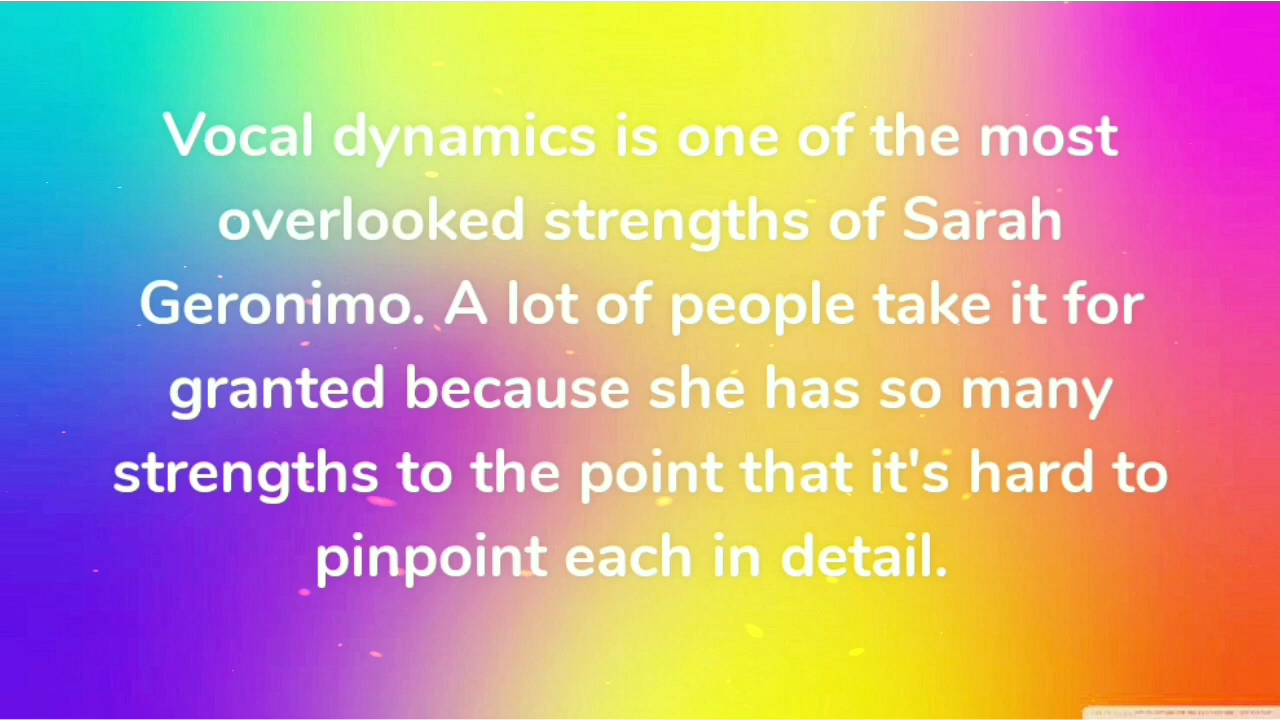 Vocal dynamics is one of the most
overlooked strengths of Sarah
Geronimo. A lot of people take it for
granted because she has so many
strengths to the point that it's hard to
pinpoint each in detail.